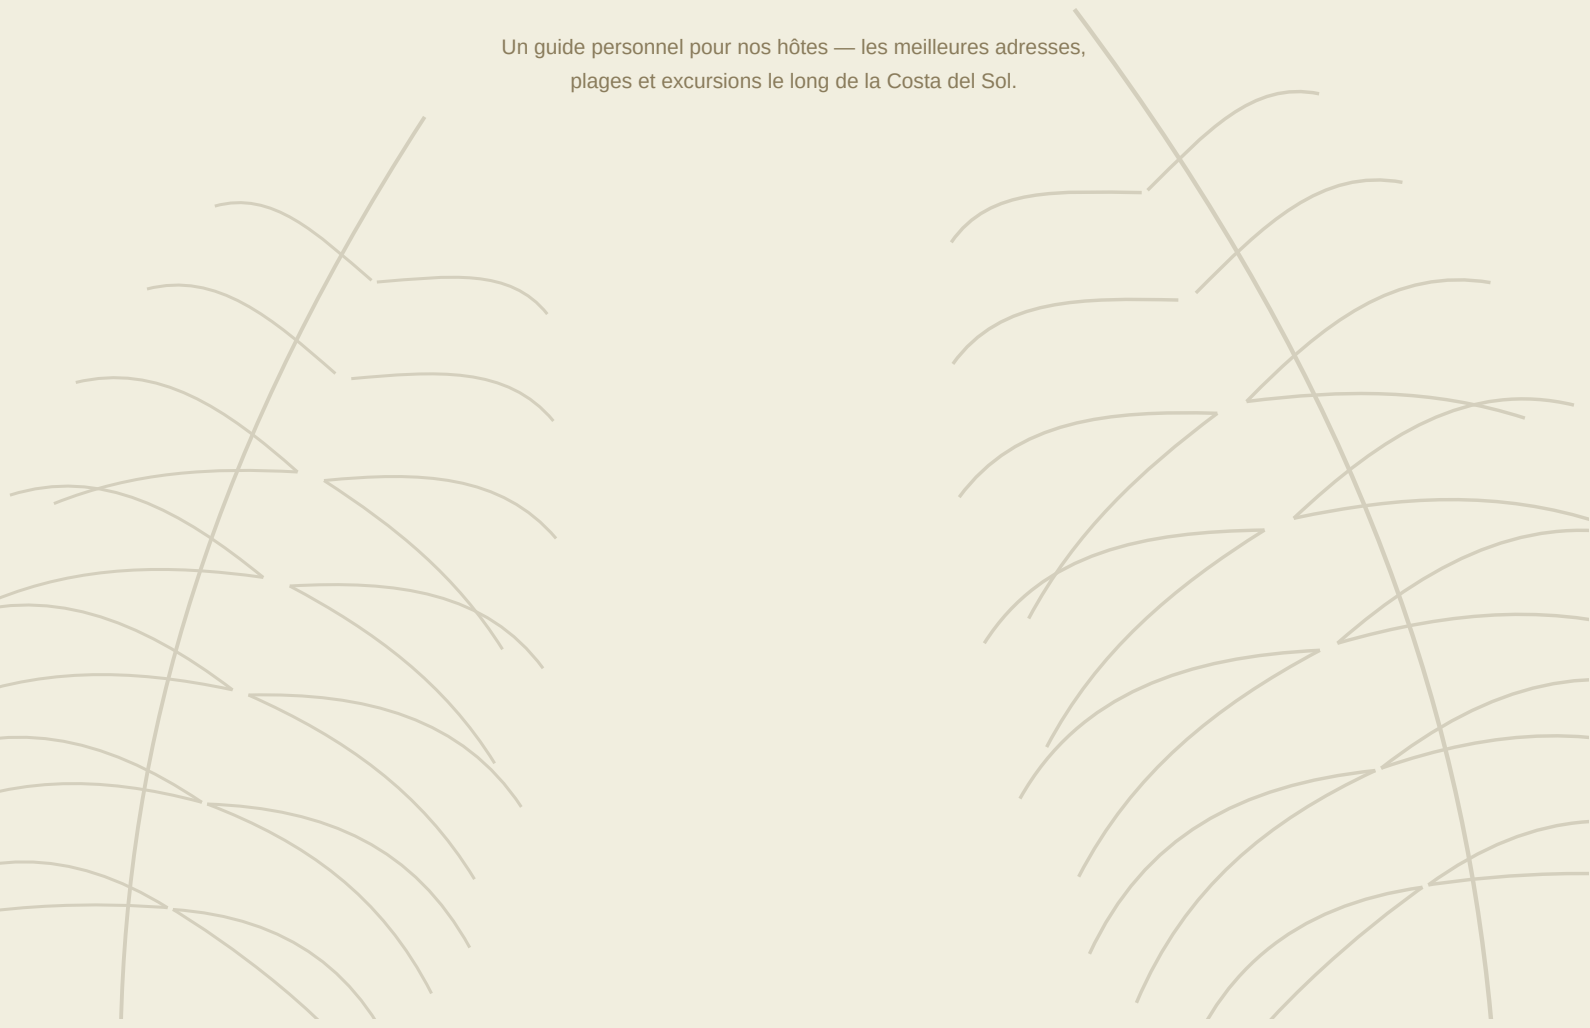 Un guide personnel pour nos hôtes — les meilleures adresses,
plages et excursions le long de la Costa del Sol.